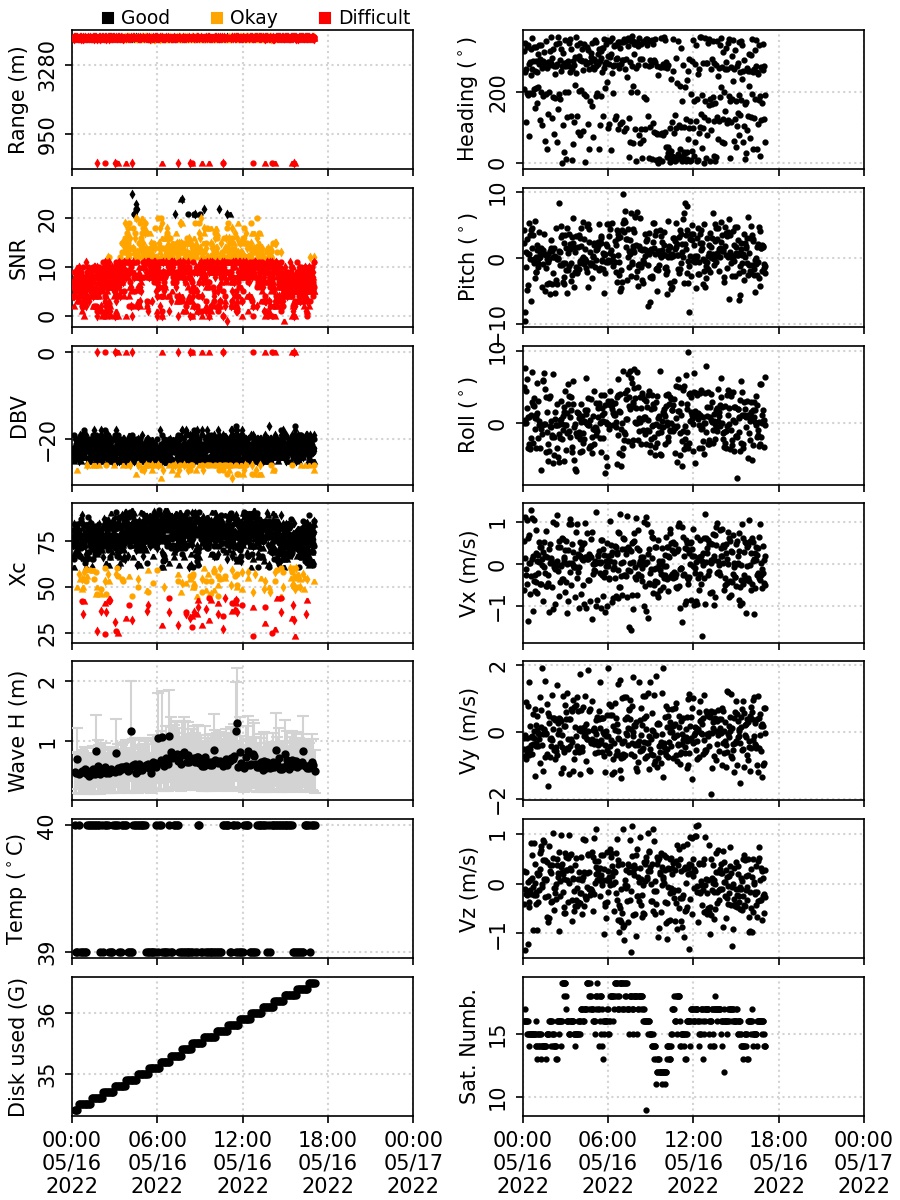 Good Okay Difficult
Range (m)
3280
950
Heading (°)
200
0
SNR
20
10
0
Pitch (°)
10
0
−10
DBV
0
−20
Roll (°)
10
0
Xc
75
50
25
Vx (m/s)
1
0
−1
Wave H (m)
2
1
Vy (m/s)
2
0
−2
Temp (°C)
40
39
Vz (m/s)
1
0
−1
Disk used (G)
36
35
Sat. Numb.
15
10
00:00 06:00 12:00 18:00 00:00
05/16 05/16 05/16 05/16 05/17
2022 2022 2022 2022 2022
00:00 06:00 12:00 18:00 00:00
05/16 05/16 05/16 05/16 05/17
2022 2022 2022 2022 2022